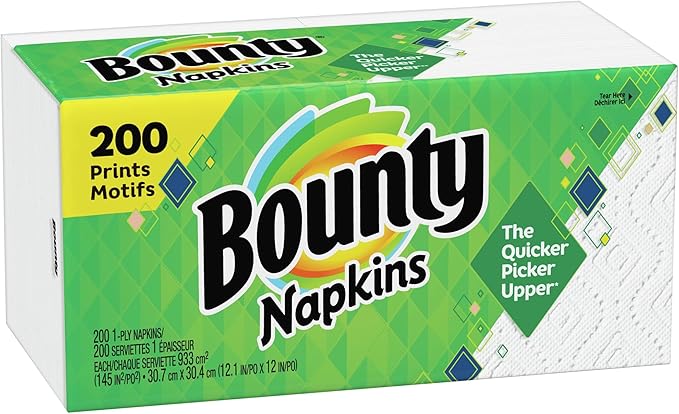 Bounty™
Napkins
The
Quicker
Picker
Upper™
Tear Here
Déchirer ici
200
Prints
Motifs
Bounty
Napkins
The
Quicker
Picker
Upper*
Bounty
200 1-PLY NAPKINS/
200 SERVIETTES 1 ÉPAISSEUR
EACH/CHAQUE SERVIETTE 933 cm²
(145 IN²/PO²) • 30.7 cm x 30.4 cm (12.1 IN/PO X 12 IN/PO)